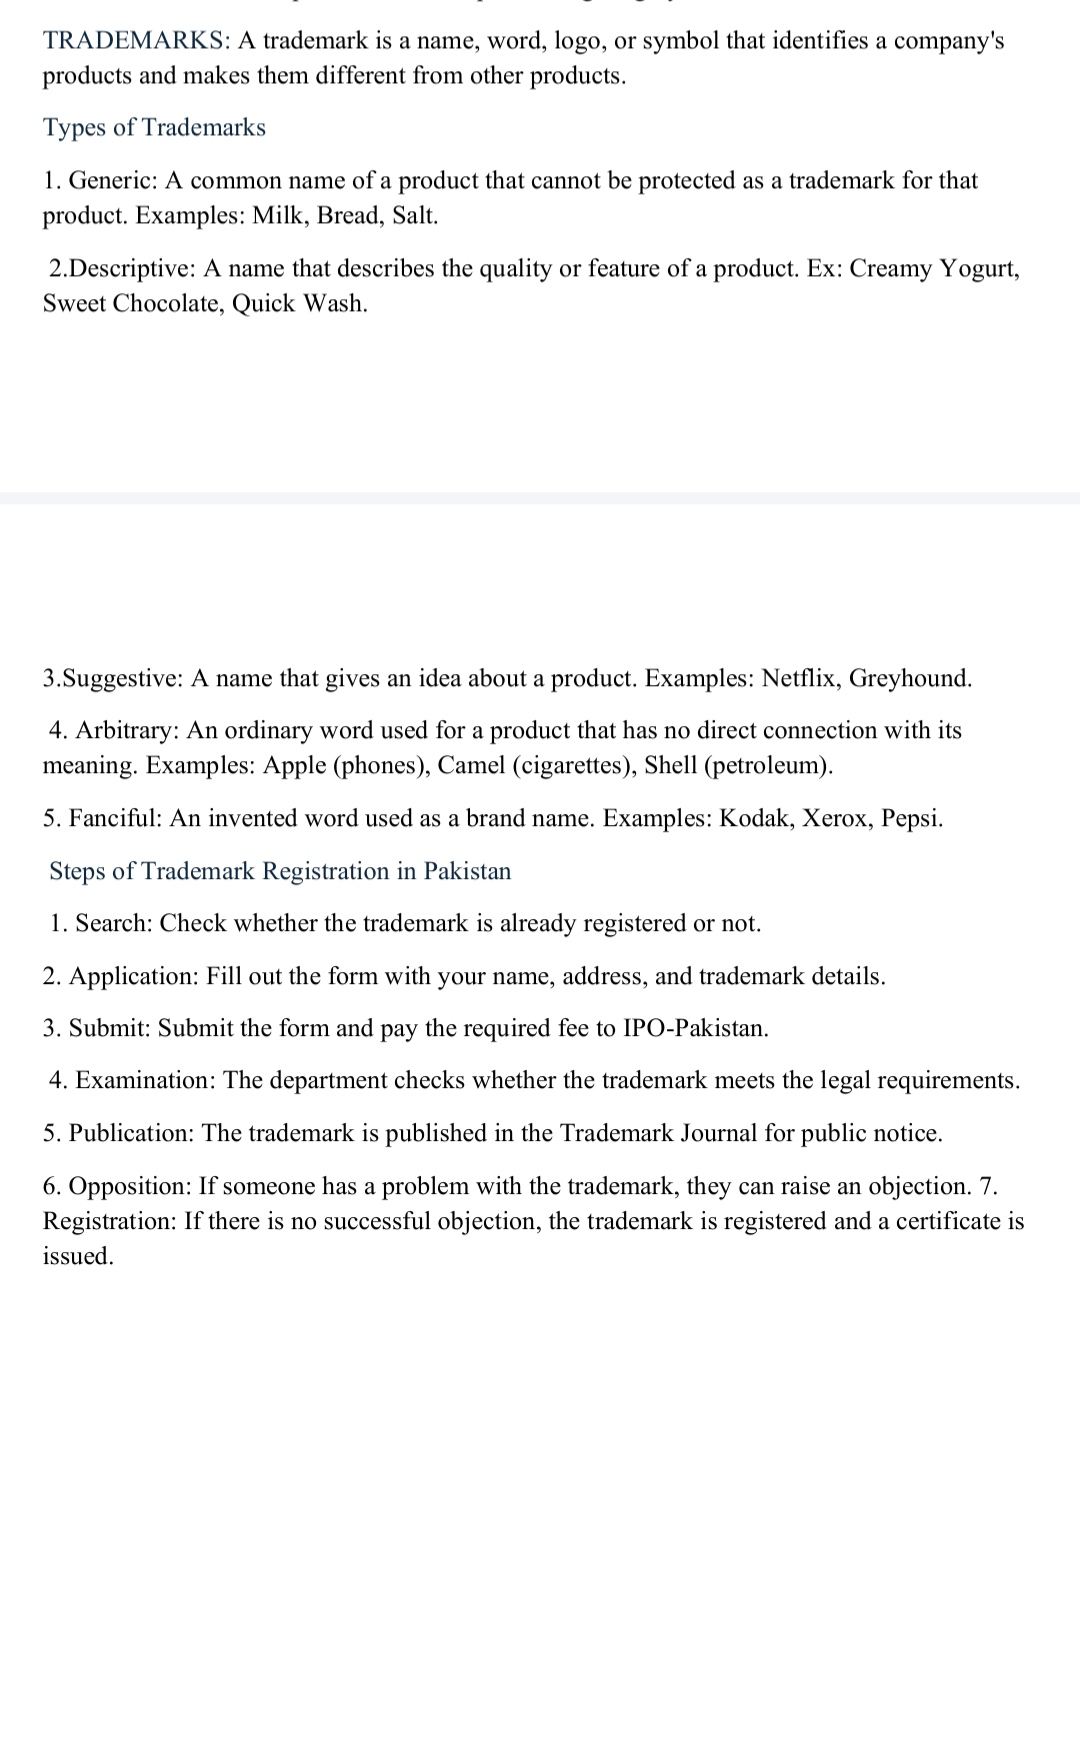 TRADEMARKS: A trademark is a name, word, logo, or symbol that identifies a company's
products and makes them different from other products.
Types of Trademarks
1. Generic: A common name of a product that cannot be protected as a trademark for that
product. Examples: Milk, Bread, Salt.
2.Descriptive: A name that describes the quality or feature of a product. Ex: Creamy Yogurt,
Sweet Chocolate, Quick Wash.
3.Suggestive: A name that gives an idea about a product. Examples: Netflix, Greyhound.
4. Arbitrary: An ordinary word used for a product that has no direct connection with its
meaning. Examples: Apple (phones), Camel (cigarettes), Shell (petroleum).
5. Fanciful: An invented word used as a brand name. Examples: Kodak, Xerox, Pepsi.
Steps of Trademark Registration in Pakistan
1. Search: Check whether the trademark is already registered or not.
2. Application: Fill out the form with your name, address, and trademark details.
3. Submit: Submit the form and pay the required fee to IPO-Pakistan.
4. Examination: The department checks whether the trademark meets the legal requirements.
5. Publication: The trademark is published in the Trademark Journal for public notice.
6. Opposition: If someone has a problem with the trademark, they can raise an objection. 7.
Registration: If there is no successful objection, the trademark is registered and a certificate is
issued.